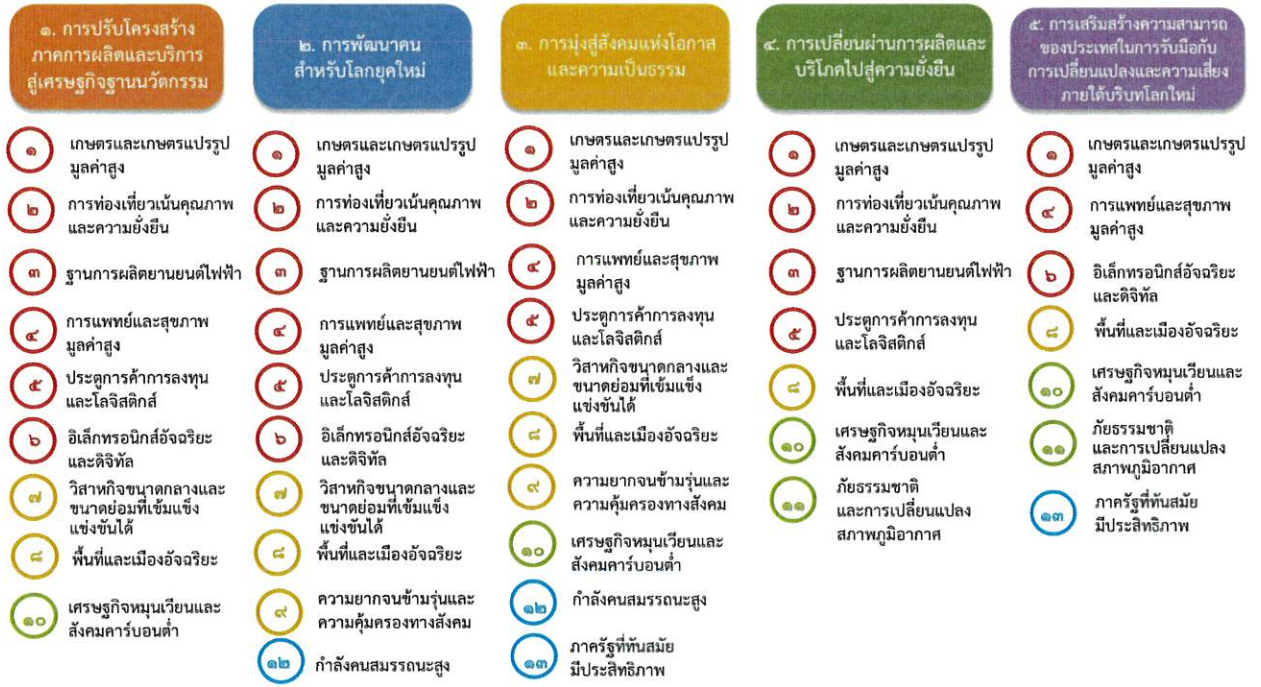 ๑. การปรับโครงสร้าง
ภาคการผลิตและบริการ
สู่เศรษฐกิจฐานนวัตกรรม
๑
เกษตรและเกษตรแปรรูป
มูลค่าสูง
๒
การท่องเที่ยวเน้นคุณภาพ
และความยั่งยืน
๓
ฐานการผลิตยานยนต์ไฟฟ้า
๔
การแพทย์และสุขภาพ
มูลค่าสูง
๕
ประตูการค้าการลงทุน
และโลจิสติกส์
๖
อิเล็กทรอนิกส์อัจฉริยะ
และดิจิทัล
๗
วิสาหกิจขนาดกลางและ
ขนาดย่อมที่เข้มแข็ง
แข่งขันได้
๘
พื้นที่และเมืองอัจฉริยะ
๑๐
เศรษฐกิจหมุนเวียนและ
สังคมคาร์บอนต่ำ
๒. การพัฒนาคน
สำหรับโลกยุคใหม่
๑
เกษตรและเกษตรแปรรูป
มูลค่าสูง
๒
การท่องเที่ยวเน้นคุณภาพ
และความยั่งยืน
๓
ฐานการผลิตยานยนต์ไฟฟ้า
๔
การแพทย์และสุขภาพ
มูลค่าสูง
๕
ประตูการค้าการลงทุน
และโลจิสติกส์
๖
อิเล็กทรอนิกส์อัจฉริยะ
และดิจิทัล
๗
วิสาหกิจขนาดกลางและ
ขนาดย่อมที่เข้มแข็ง
แข่งขันได้
๘
พื้นที่และเมืองอัจฉริยะ
๙
ความยากจนข้ามรุ่นและ
ความคุ้มครองทางสังคม
๑๒
กำลังคนสมรรถนะสูง
๓. การมุ่งสู่สังคมแห่งโอกาส
และความเป็นธรรม
๑
เกษตรและเกษตรแปรรูป
มูลค่าสูง
๒
การท่องเที่ยวเน้นคุณภาพ
และความยั่งยืน
๔
การแพทย์และสุขภาพ
มูลค่าสูง
๕
ประตูการค้าการลงทุน
และโลจิสติกส์
๗
วิสาหกิจขนาดกลางและ
ขนาดย่อมที่เข้มแข็ง
แข่งขันได้
๘
พื้นที่และเมืองอัจฉริยะ
๙
ความยากจนข้ามรุ่นและ
ความคุ้มครองทางสังคม
๑๐
เศรษฐกิจหมุนเวียนและ
สังคมคาร์บอนต่ำ
๑๒
กำลังคนสมรรถนะสูง
๑๓
ภาครัฐที่ทันสมัย
มีประสิทธิภาพ
๔. การเปลี่ยนผ่านการผลิตและ
บริโภคไปสู่ความยั่งยืน
๑
เกษตรและเกษตรแปรรูป
มูลค่าสูง
๒
การท่องเที่ยวเน้นคุณภาพ
และความยั่งยืน
๓
ฐานการผลิตยานยนต์ไฟฟ้า
๕
ประตูการค้าการลงทุน
และโลจิสติกส์
๘
พื้นที่และเมืองอัจฉริยะ
๑๐
เศรษฐกิจหมุนเวียนและ
สังคมคาร์บอนต่ำ
๑๑
ภัยธรรมชาติ
และการเปลี่ยนแปลง
สภาพภูมิอากาศ
๕. การเสริมสร้างความสามารถ
ของประเทศในการรับมือกับ
การเปลี่ยนแปลงและความเสี่ยง
ภายใต้บริบทโลกใหม่
๑
เกษตรและเกษตรแปรรูป
มูลค่าสูง
๔
การแพทย์และสุขภาพ
มูลค่าสูง
๖
อิเล็กทรอนิกส์อัจฉริยะ
และดิจิทัล
๘
พื้นที่และเมืองอัจฉริยะ
๑๐
เศรษฐกิจหมุนเวียนและ
สังคมคาร์บอนต่ำ
๑๑
ภัยธรรมชาติ
และการเปลี่ยนแปลง
สภาพภูมิอากาศ
๑๓
ภาครัฐที่ทันสมัย
มีประสิทธิภาพ